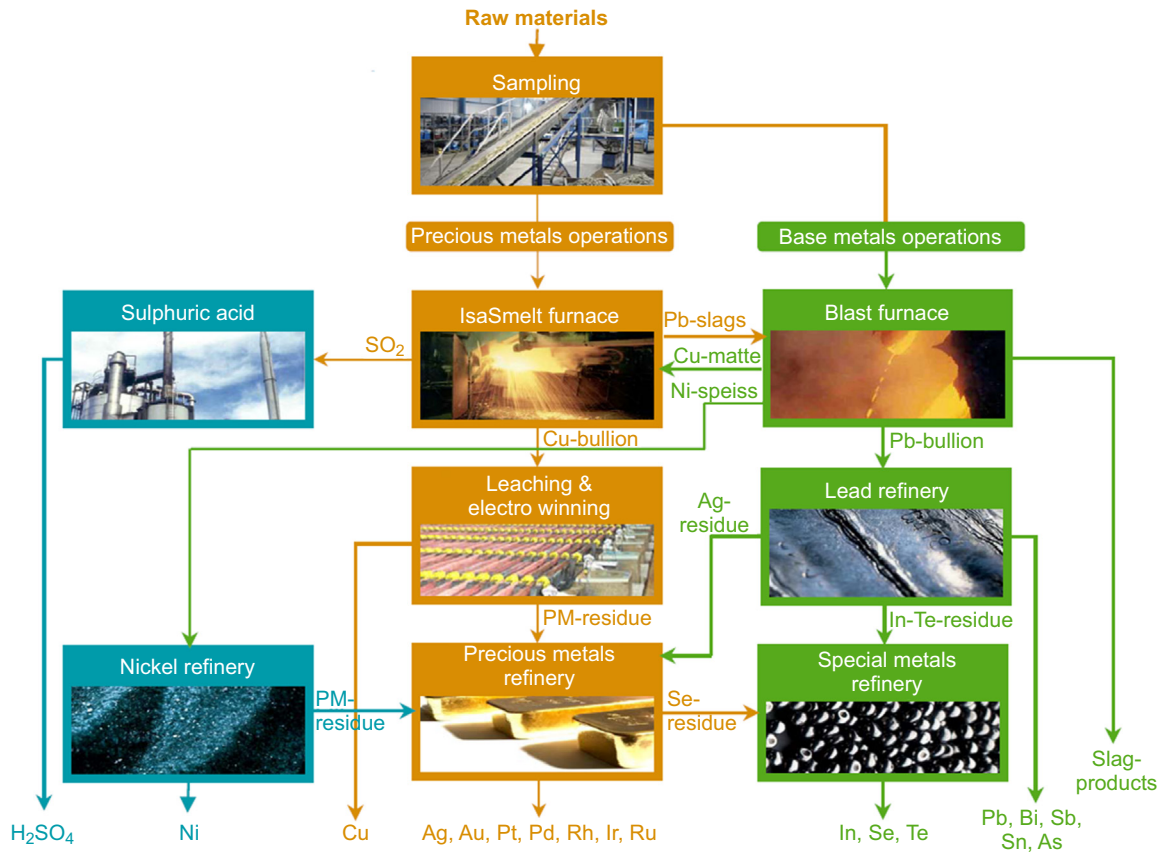 Raw materials
Sampling
Precious metals operations
Base metals operations
Sulphuric acid
IsaSmelt furnace
Blast furnace
SO₂
Pb-slags
Cu-matte
Ni-speiss
Cu-bullion
Pb-bullion
Leaching &
electro winning
Lead refinery
Ag-
residue
PM-residue
In-Te-residue
Nickel refinery
Precious metals
refinery
Special metals
refinery
PM-
residue
Se-
residue
Slag-
products
H₂SO₄
Ni
Cu
Ag, Au, Pt, Pd, Rh, Ir, Ru
In, Se, Te
Pb, Bi, Sb,
Sn, As